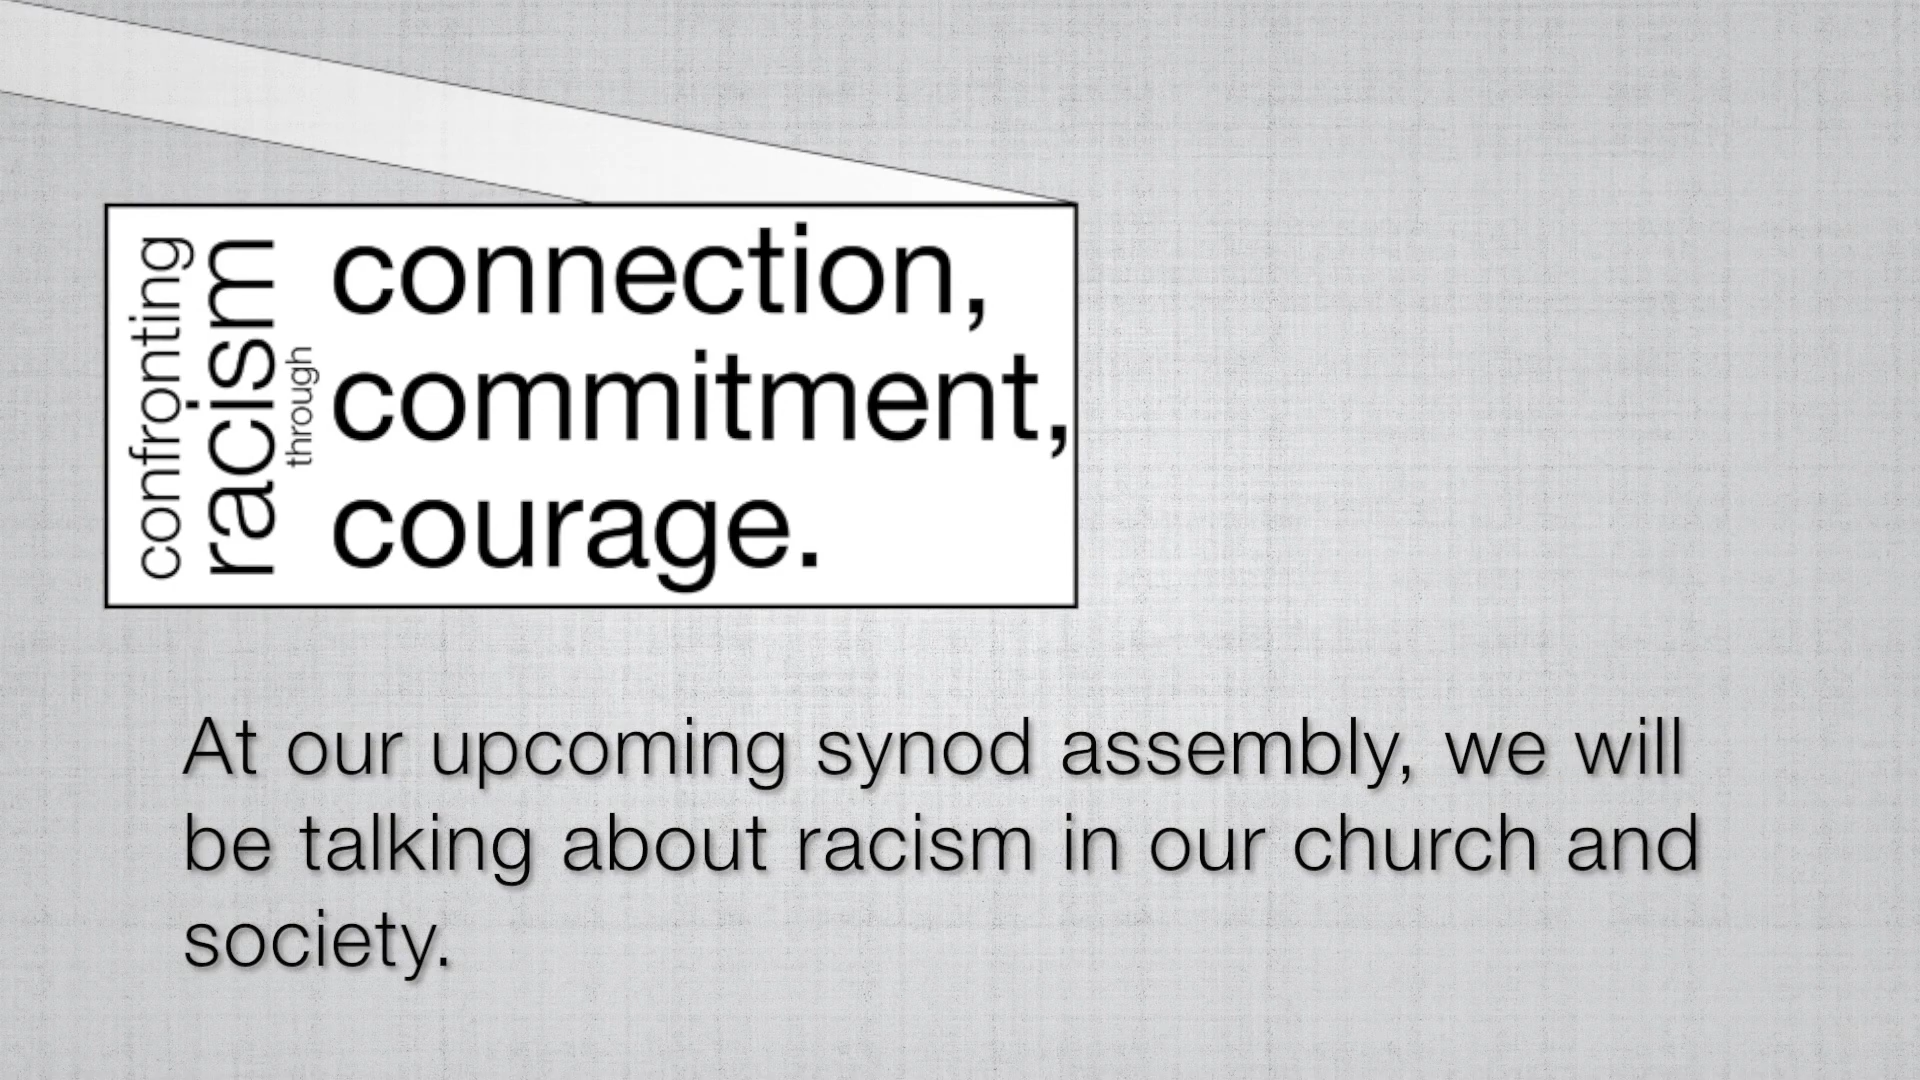 confronting
racism
through
connection,
commitment,
courage.
At our upcoming synod assembly, we will
be talking about racism in our church and
society.